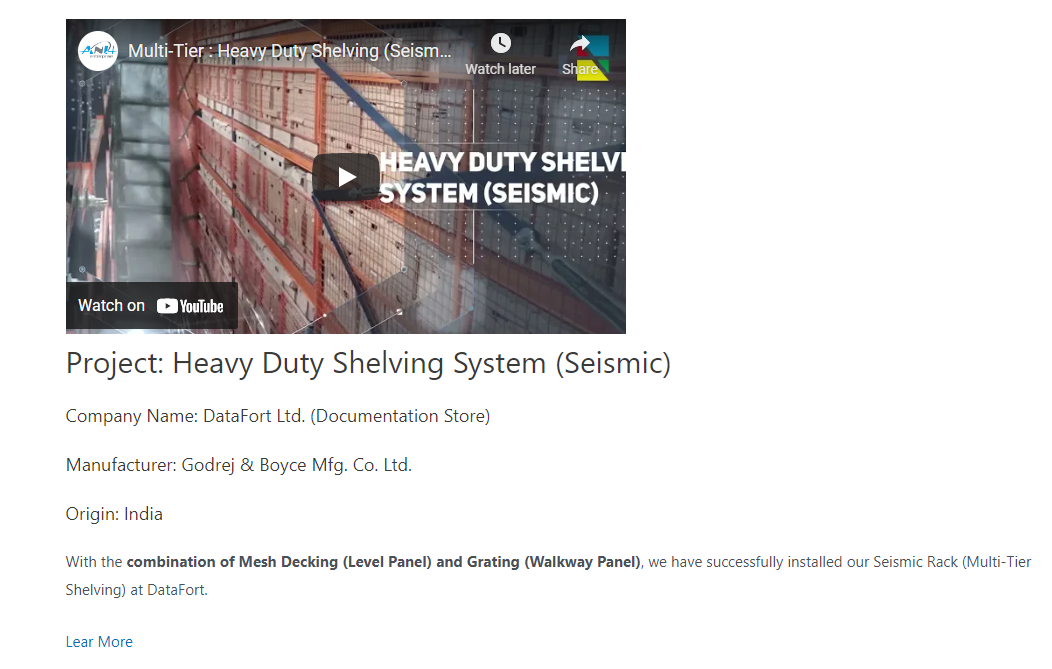 ANH
enterprise
Multi-Tier : Heavy Duty Shelving (Seism...
Watch later
Share
HEAVY DUTY SHELVI
SYSTEM (SEISMIC)
Watch on YouTube
Project: Heavy Duty Shelving System (Seismic)
Company Name: DataFort Ltd. (Documentation Store)
Manufacturer: Godrej & Boyce Mfg. Co. Ltd.
Origin: India
With the combination of Mesh Decking (Level Panel) and Grating (Walkway Panel), we have successfully installed our Seismic Rack (Multi-Tier
Shelving) at DataFort.
Lear More